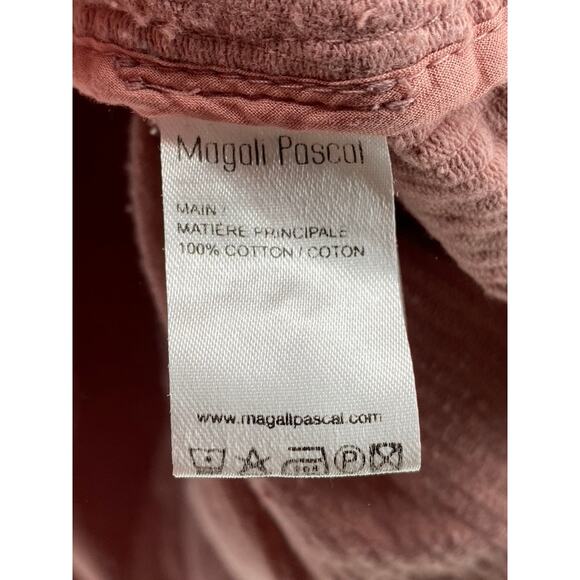 Magali Pascal
MAIN /
MATIÈRE PRINCIPALE
100% COTTON / COTON
www.magalipascal.com
P